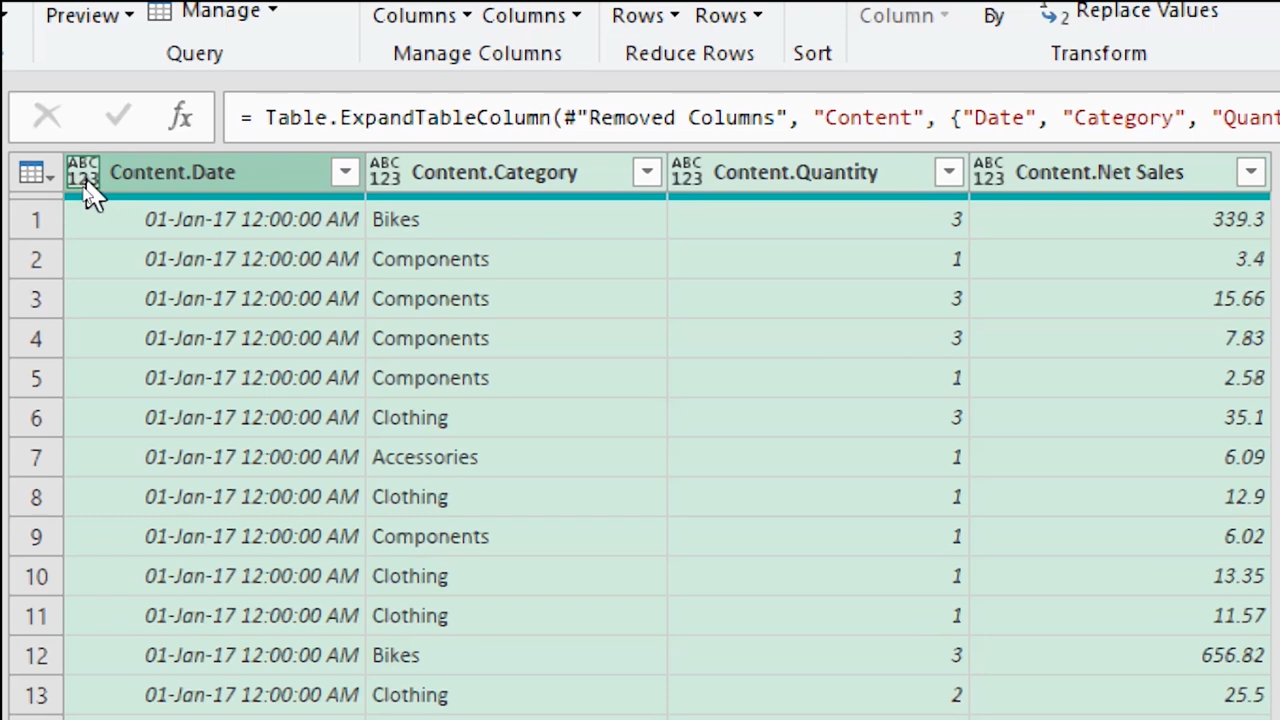 Preview Manage Columns Columns Rows Rows Column By Replace Values
Query Manage Columns Reduce Rows Sort Transform
fx = Table.ExpandTableColumn(#"Removed Columns", "Content", {"Date", "Category", "Quant
ABC 123 Content.Date ABC 123 Content.Category ABC 123 Content.Quantity ABC 123 Content.Net Sales
1 01-Jan-17 12:00:00 AM Bikes 3 339.3
2 01-Jan-17 12:00:00 AM Components 1 3.4
3 01-Jan-17 12:00:00 AM Components 3 15.66
4 01-Jan-17 12:00:00 AM Components 3 7.83
5 01-Jan-17 12:00:00 AM Components 1 2.58
6 01-Jan-17 12:00:00 AM Clothing 3 35.1
7 01-Jan-17 12:00:00 AM Accessories 1 6.09
8 01-Jan-17 12:00:00 AM Clothing 1 12.9
9 01-Jan-17 12:00:00 AM Components 1 6.02
10 01-Jan-17 12:00:00 AM Clothing 1 13.35
11 01-Jan-17 12:00:00 AM Clothing 1 11.57
12 01-Jan-17 12:00:00 AM Bikes 3 656.82
13 01-Jan-17 12:00:00 AM Clothing 2 25.5